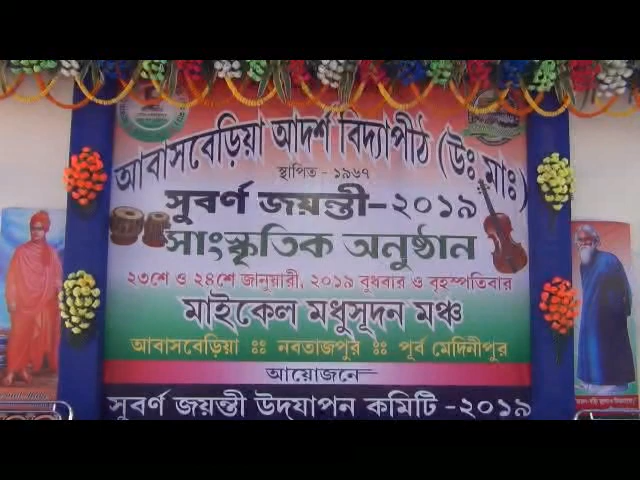 আবাসবেড়িয়া আদর্শ বিদ্যাপীঠ (উঃ মাঃ)
স্থাপিত - ১৯৬৭
সুবর্ণ জয়ন্তী-২০১৯
সাংস্কৃতিক অনুষ্ঠান
২৩শে ও ২৪শে জানুয়ারী, ২০১৯ বুধবার ও বৃহস্পতিবার
মাইকেল মধুসূদন মঞ্চ
আবাসবেড়িয়া ঃঃ নবতাজপুর ঃঃ পূর্ব মেদিনীপুর
আয়োজনে
সুবর্ণ জয়ন্তী উদ্‌যাপন কমিটি -২০১৯